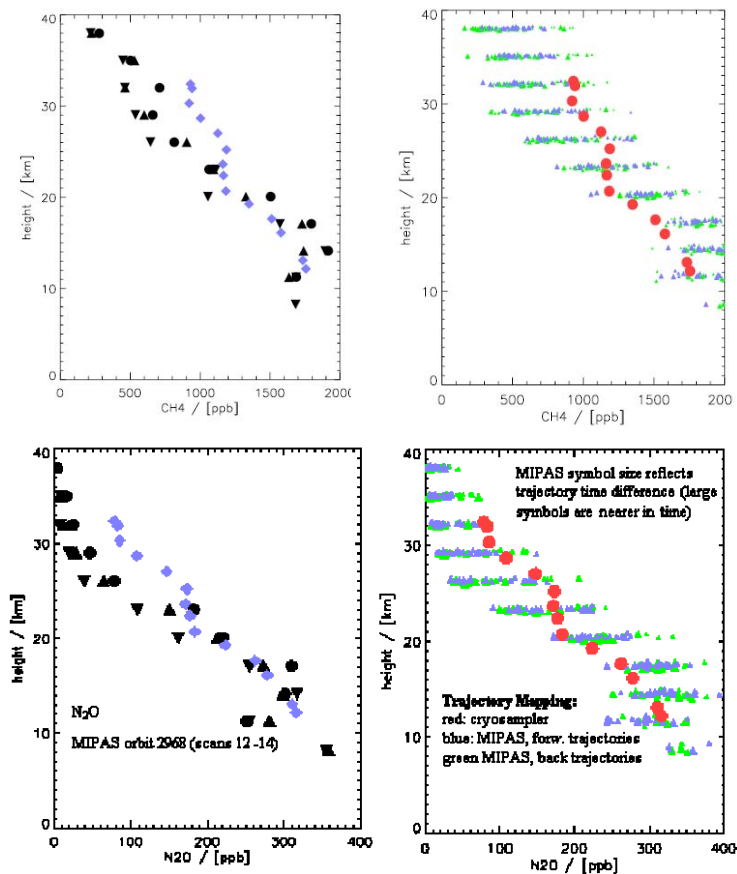 40
30
20
10
0
height / [km]
0 500 1000 1500 2000
CH4 / [ppb]
40
30
20
10
0
height / [km]
0 500 1000 1500 200
CH4 / [ppb]
40
30
20
10
0
height / [km]
N₂O
MIPAS orbit 2968 (scans 12 -14)
0 100 200 300 400
N2O / [ppb]
40
30
20
10
0
height / [km]
MIPAS symbol size reflects
trajectory time difference (large
symbols are nearer in time)
Trajectory Mapping:
red: cryosampler
blue: MIPAS, forw. trajectories
green MIPAS, back trajectories
0 100 200 300 400
N2O / [ppb]